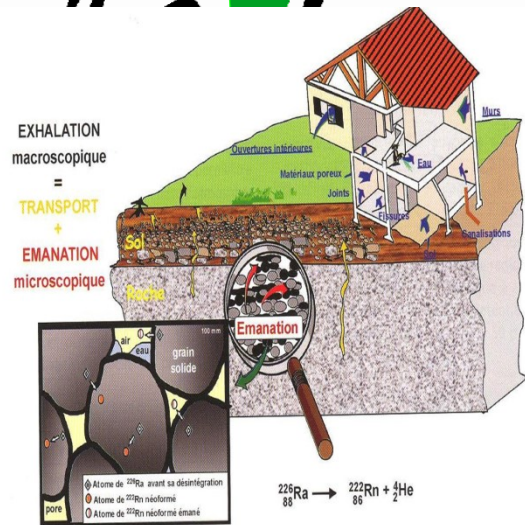 EXHALATION
macroscopique
=
TRANSPORT
+
EMANATION
microscopique
Ouvertures intérieures
Murs
Eau
Matériaux poreux
Joints
Fissures
Sol
Canalisations
Sol
Roche
Emanation
100 mm
air
eau
grain
solide
pore
Atome de ²²⁶Ra avant sa désintégration
Atome de ²²²Rn néoformé
Atome de ²²²Rn néoformé émané
²²⁶₈₈Ra → ²²²₈₆Rn + ⁴₂He